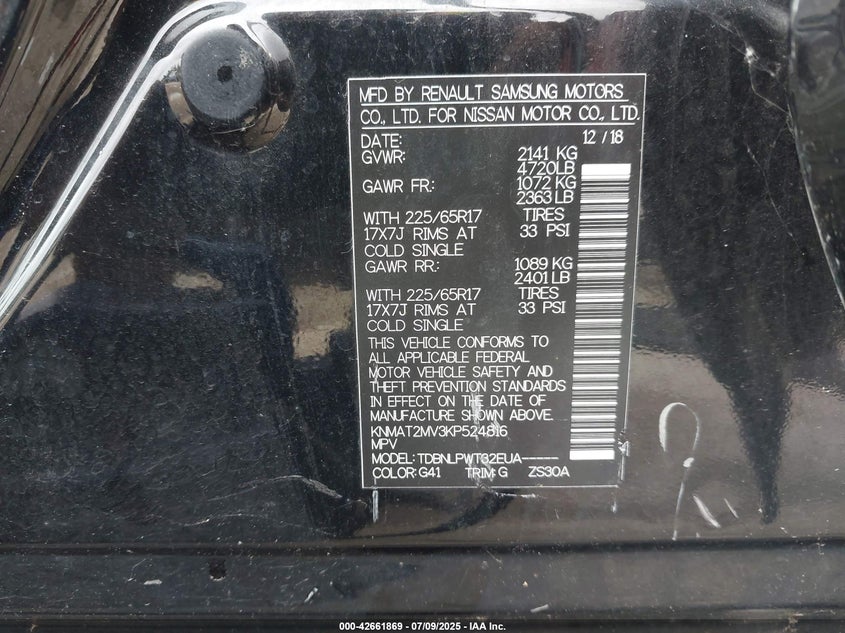 MFD BY RENAULT SAMSUNG MOTORS
CO., LTD. FOR NISSAN MOTOR CO., LTD.
DATE: 12 / 18
GVWR: 2141 KG
4720LB
GAWR FR: 1072 KG
2363LB
WITH 225/65R17 TIRES
17X7J RIMS AT 33 PSI
COLD SINGLE
GAWR RR: 1089 KG
2401LB
WITH 225/65R17 TIRES
17X7J RIMS AT 33 PSI
COLD SINGLE
THIS VEHICLE CONFORMS TO
ALL APPLICABLE FEDERAL
MOTOR VEHICLE SAFETY AND
THEFT PREVENTION STANDARDS
IN EFFECT ON THE DATE OF
MANUFACTURE SHOWN ABOVE.
KNMAT2MV3KP524816
MPV
MODEL: TDBNLPWT32EUA-----
COLOR: G41 TRIM: G ZS30A
000-42661869 - 07/09/2025 - IAA Inc.